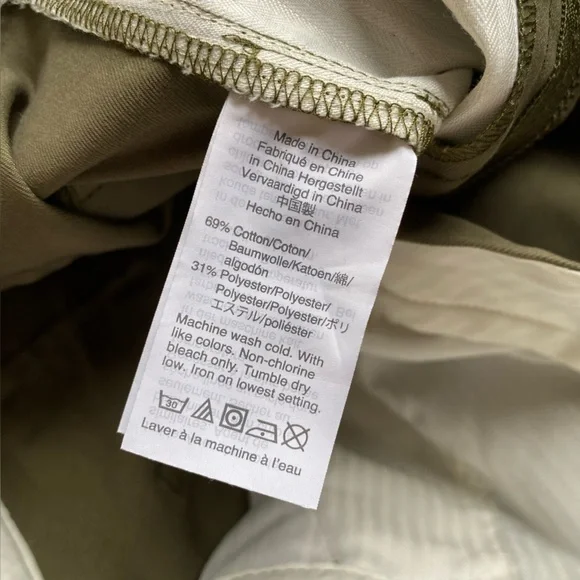 Made in China
Fabriqué en Chine
in China Hergestellt
Vervaardigd in China
中国製
Hecho en China
69% Cotton/Coton/
Baumwolle/Katoen/綿/
algodón
31% Polyester/Polyester/
Polyester/Polyester/ポリ
エステル/poliéster
Machine wash cold. With
like colors. Non-chlorine
bleach only. Tumble dry
low. Iron on lowest setting.
30
Laver à la machine à l'eau